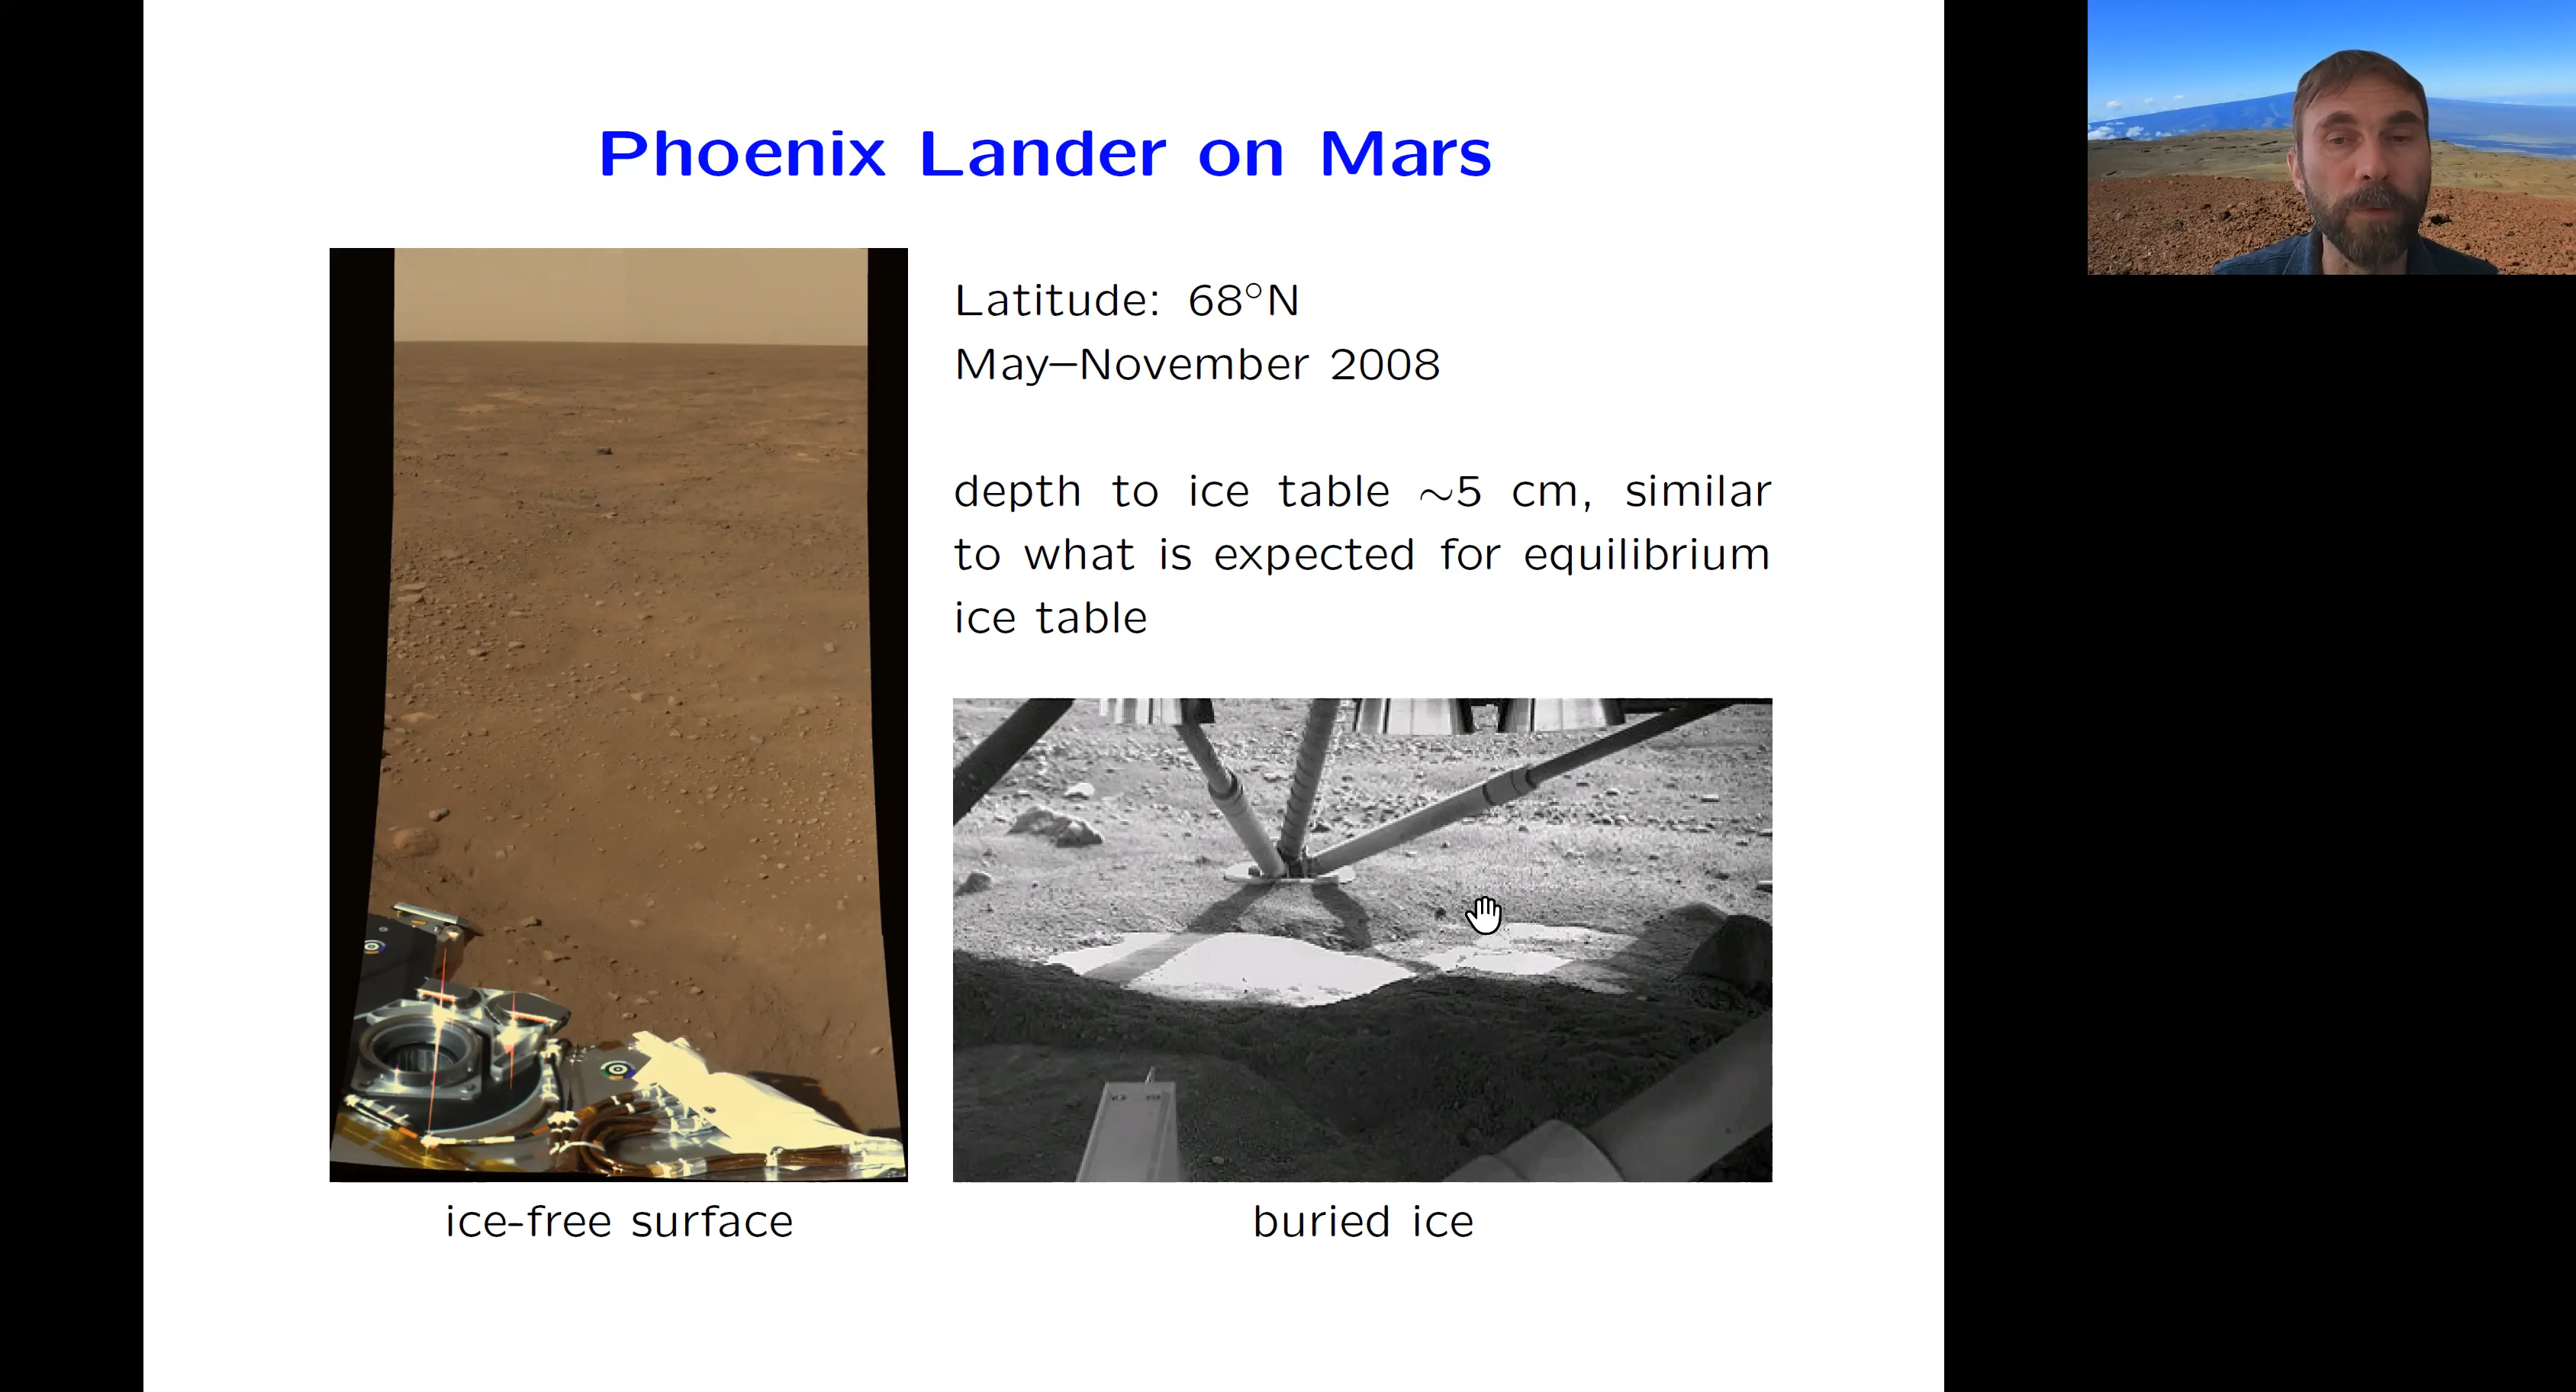 Phoenix Lander on Mars
Latitude: 68°N
May–November 2008
depth to ice table ∼5 cm, similar
to what is expected for equilibrium
ice table
ice-free surface
buried ice